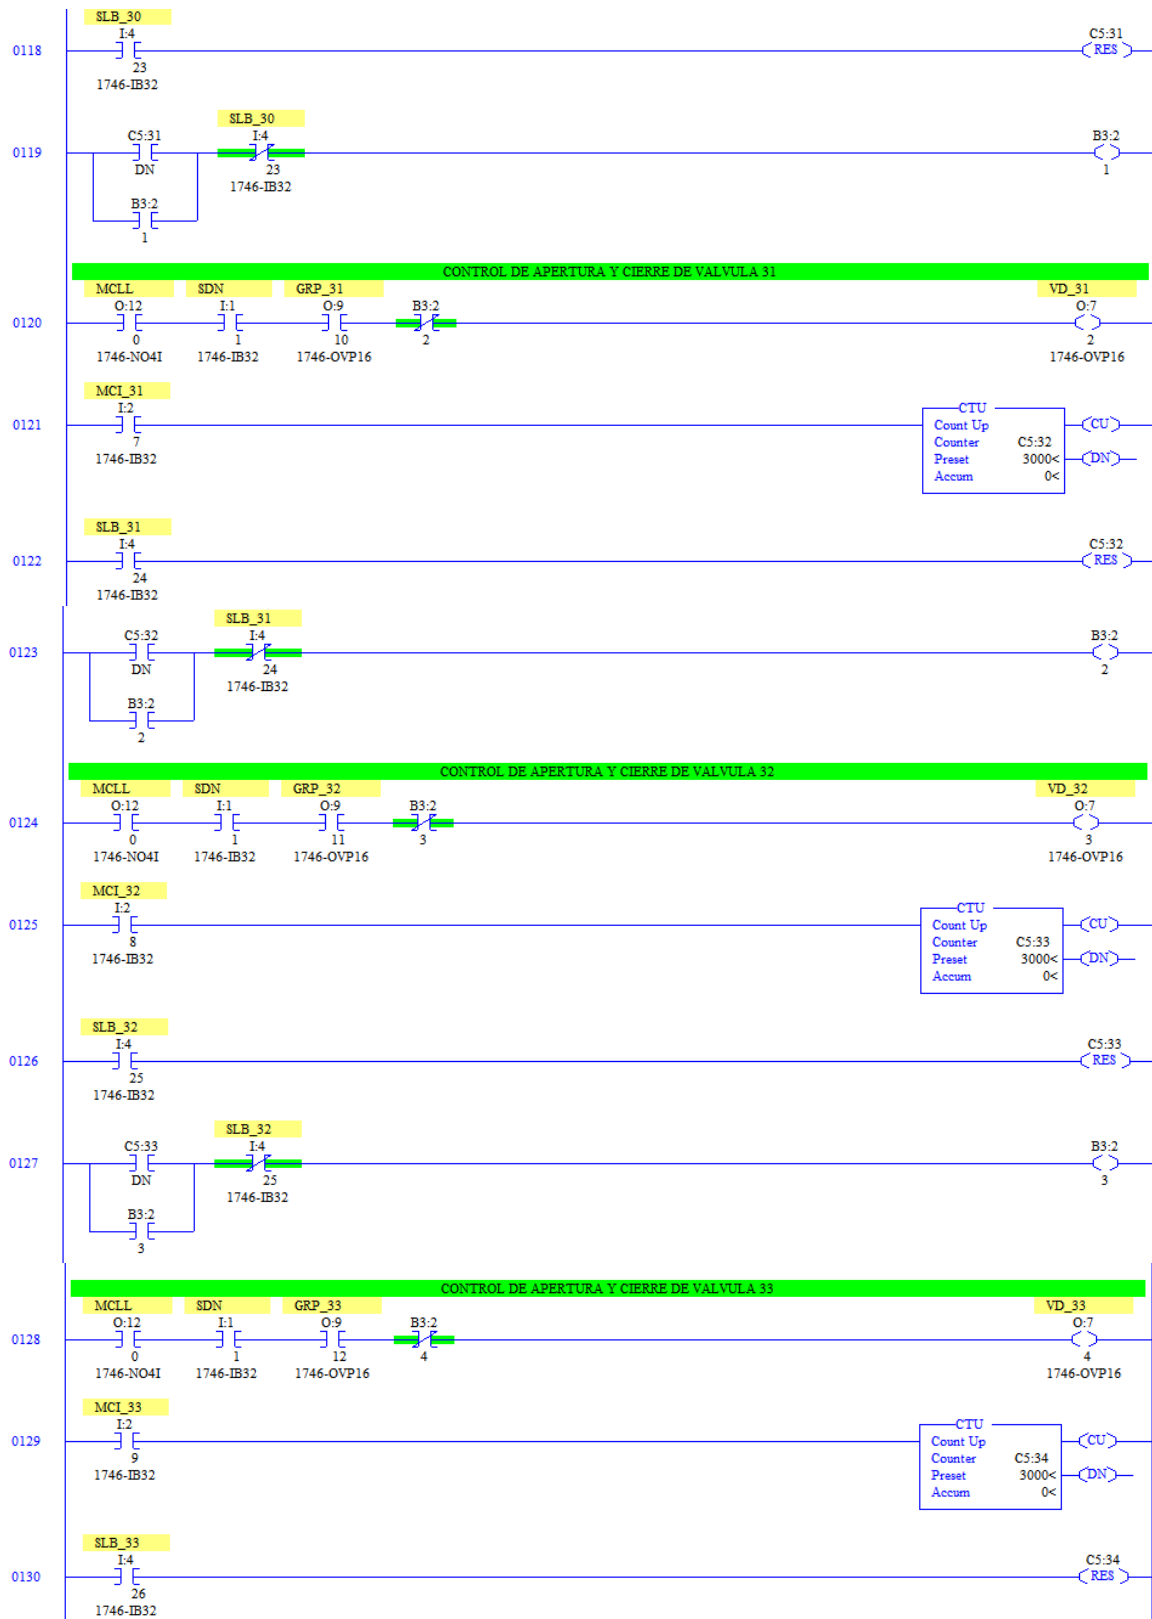 SLB_30
I:4
C5:31
0118
RES
23
1746-IB32
SLB_30
C5:31
I:4
B3:2
0119
DN
23
1
1746-IB32
B3:2
1
CONTROL DE APERTURA Y CIERRE DE VALVULA 31
MCLL SDN GRP_31 VD_31
O:12 I:1 O:9 B3:2 O:7
0120
0 1 10 2 2
1746-NO4I 1746-IB32 1746-OVP16 1746-OVP16
MCI_31
I:2
CTU
0121
Count Up CU
7
Counter C5:32
1746-IB32
Preset 3000< DN
Accum 0<
SLB_31
I:4
C5:32
0122
RES
24
1746-IB32
SLB_31
C5:32
I:4
B3:2
0123
DN
24
2
1746-IB32
B3:2
2
CONTROL DE APERTURA Y CIERRE DE VALVULA 32
MCLL SDN GRP_32 VD_32
O:12 I:1 O:9 B3:2 O:7
0124
0 1 11 3 3
1746-NO4I 1746-IB32 1746-OVP16 1746-OVP16
MCI_32
I:2
CTU
0125
Count Up CU
8
Counter C5:33
1746-IB32
Preset 3000< DN
Accum 0<
SLB_32
I:4
C5:33
0126
RES
25
1746-IB32
SLB_32
C5:33
I:4
B3:2
0127
DN
25
3
1746-IB32
B3:2
3
CONTROL DE APERTURA Y CIERRE DE VALVULA 33
MCLL SDN GRP_33 VD_33
O:12 I:1 O:9 B3:2 O:7
0128
0 1 12 4 4
1746-NO4I 1746-IB32 1746-OVP16 1746-OVP16
MCI_33
I:2
CTU
0129
Count Up CU
9
Counter C5:34
1746-IB32
Preset 3000< DN
Accum 0<
SLB_33
I:4
C5:34
0130
RES
26
1746-IB32